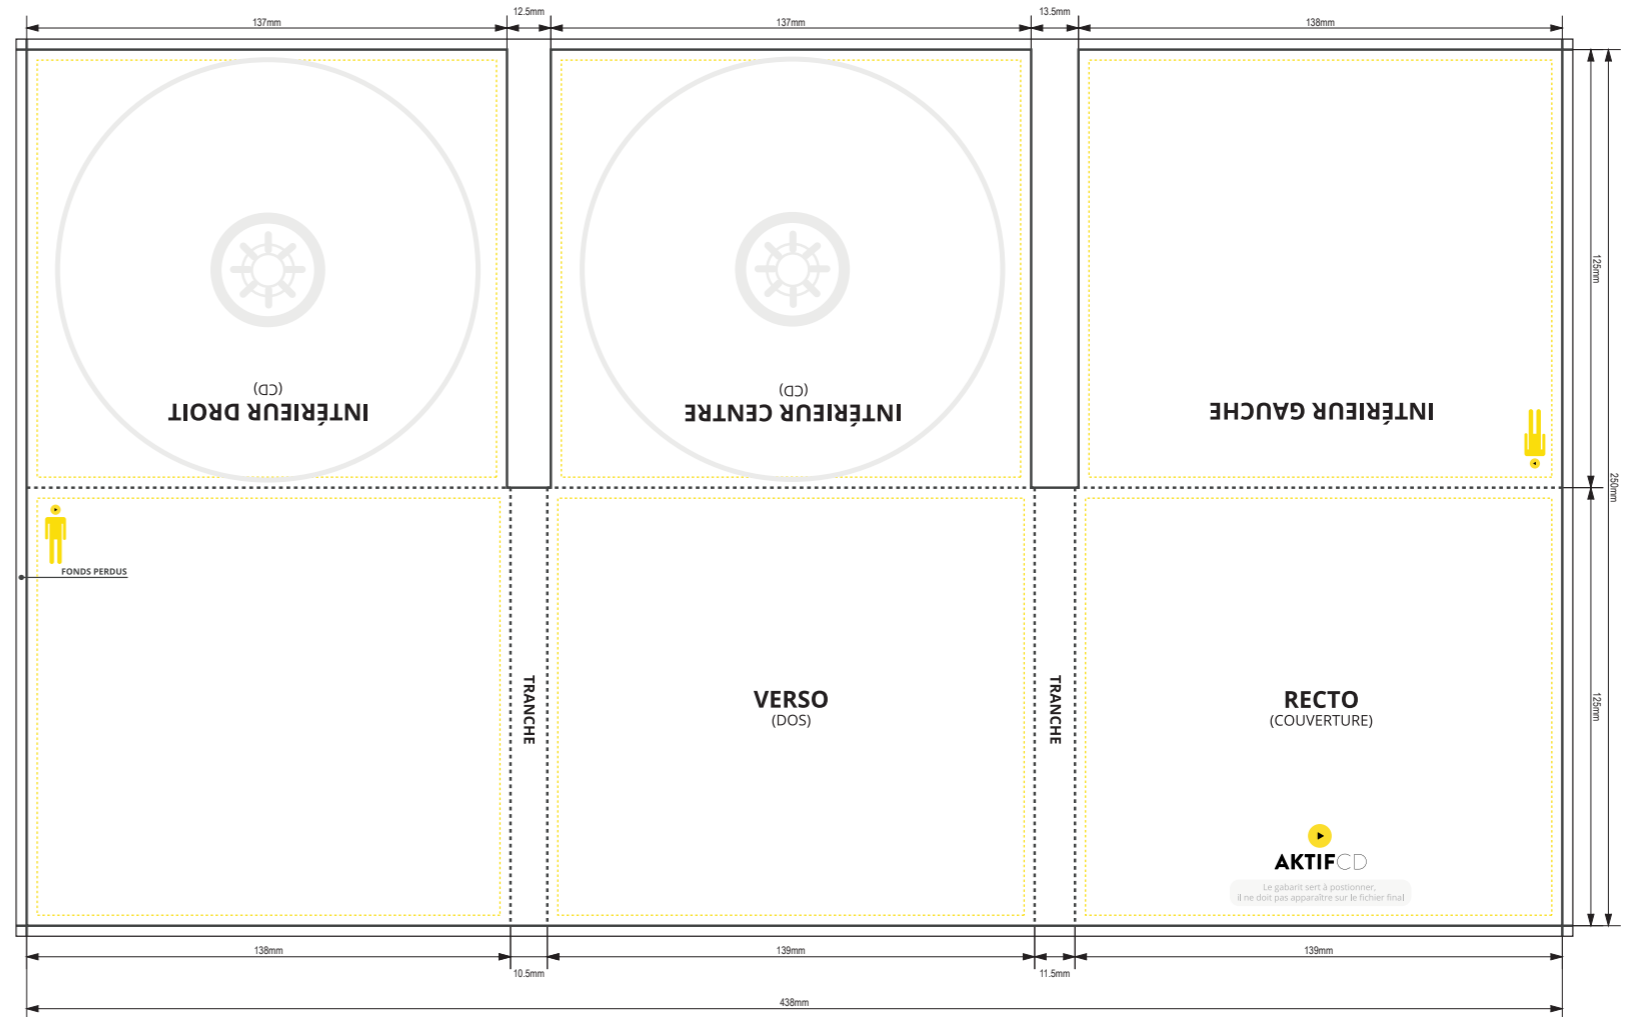 12.5mm
13.5mm
137mm
137mm
138mm
125mm
(CD)
INTÉRIEUR DROIT
(CD)
INTÉRIEUR CENTRE
INTÉRIEUR GAUCHE
250mm
FONDS PERDUS
TRANCHE
VERSO
(DOS)
TRANCHE
RECTO
(COUVERTURE)
125mm
AKTIFCD
Le gabarit sert à postionner,
il ne doit pas apparaître sur le fichier final
138mm
139mm
139mm
10.5mm
11.5mm
438mm